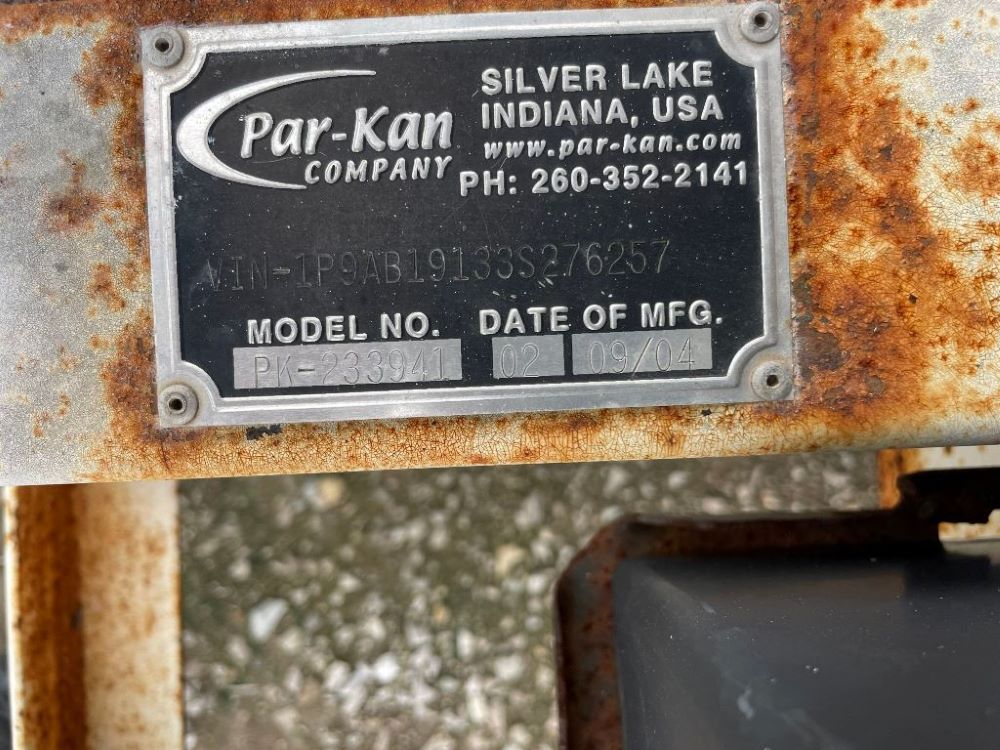 Par-Kan
COMPANY
SILVER LAKE
INDIANA, USA
www.par-kan.com
PH: 260-352-2141
VIN-1P9AB19133S276257
MODEL NO. DATE OF MFG.
PK-233941 02 09/04